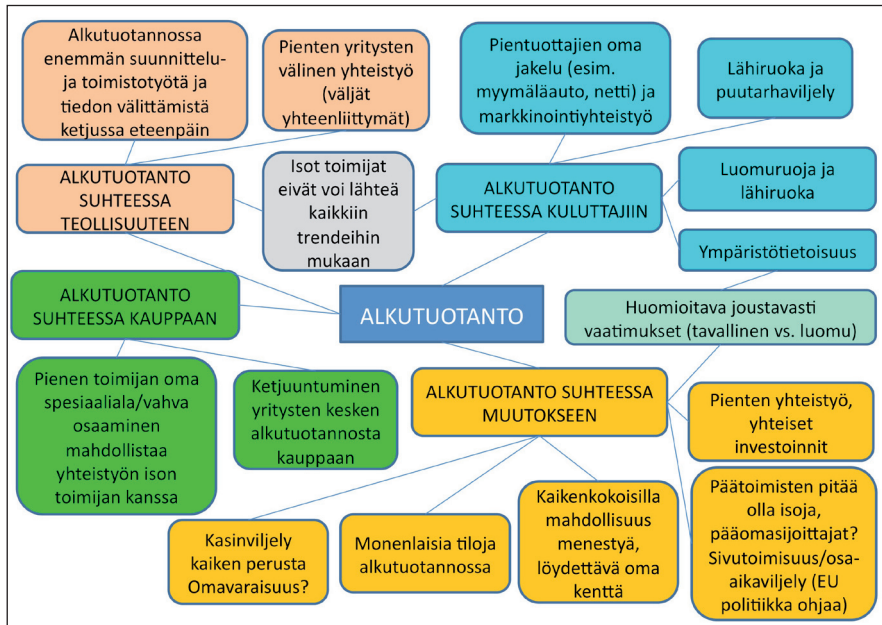 Alkutuotannossa
enemmän suunnittelu-
ja toimistotyötä ja
tiedon välittämistä
ketjussa eteenpäin
Pienten yritysten
välinen yhteistyö
(väljät
yhteenliittymät)
Pientuottajien oma
jakelu (esim.
myymäläauto, netti) ja
markkinointiyhteistyö
Lähiruoka ja
puutarhaviljely
ALKUTUOTANTO
SUHTEESSA
TEOLLISUUTEEN
Isot toimijat
eivät voi lähteä
kaikkiin
trendeihin
mukaan
ALKUTUOTANTO
SUHTEESSA KULUTTAJIIN
Luomuruoja ja
lähiruoka
Ympäristötietoisuus
ALKUTUOTANTO
SUHTEESSA KAUPPAAN
ALKUTUOTANTO
Huomioitava joustavasti
vaatimukset (tavallinen vs. luomu)
Pienen toimijan oma
spesiaaliala/vahva
osaaminen
mahdollistaa
yhteistyön ison
toimijan kanssa
Ketjuuntuminen
yritysten kesken
alkutuotannosta
kauppaan
ALKUTUOTANTO SUHTEESSA
MUUTOKSEEN
Pienten yhteistyö,
yhteiset
investoinnit
Kasinviljely
kaiken perusta
Omavaraisuus?
Monenlaisia tiloja
alkutuotannossa
Kaikenkokoisilla
mahdollisuus
menestyä,
löydettävä oma
kenttä
Päätoimisten pitää
olla isoja,
pääomasijoittajat?
Sivutoimisuus/osa-
aikaviljely (EU
politiikka ohjaa)